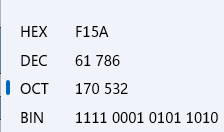 HEX F15A
DEC 61 786
OCT 170 532
BIN 1111 0001 0101 1010